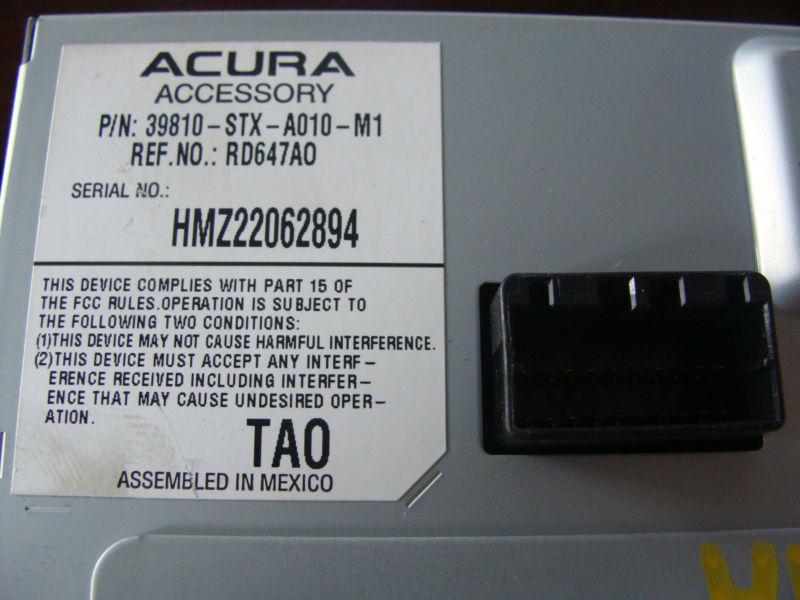 ACURA
ACCESSORY
P/N: 39810-STX-A010-M1
REF.NO.: RD647A0
SERIAL NO.:
HMZ22062894
THIS DEVICE COMPLIES WITH PART 15 OF
THE FCC RULES.OPERATION IS SUBJECT TO
THE FOLLOWING TWO CONDITIONS:
(1)THIS DEVICE MAY NOT CAUSE HARMFUL INTERFERENCE.
(2)THIS DEVICE MUST ACCEPT ANY INTERF-
ERENCE RECEIVED INCLUDING INTERFER-
ENCE THAT MAY CAUSE UNDESIRED OPER-
ATION.
TA0
ASSEMBLED IN MEXICO